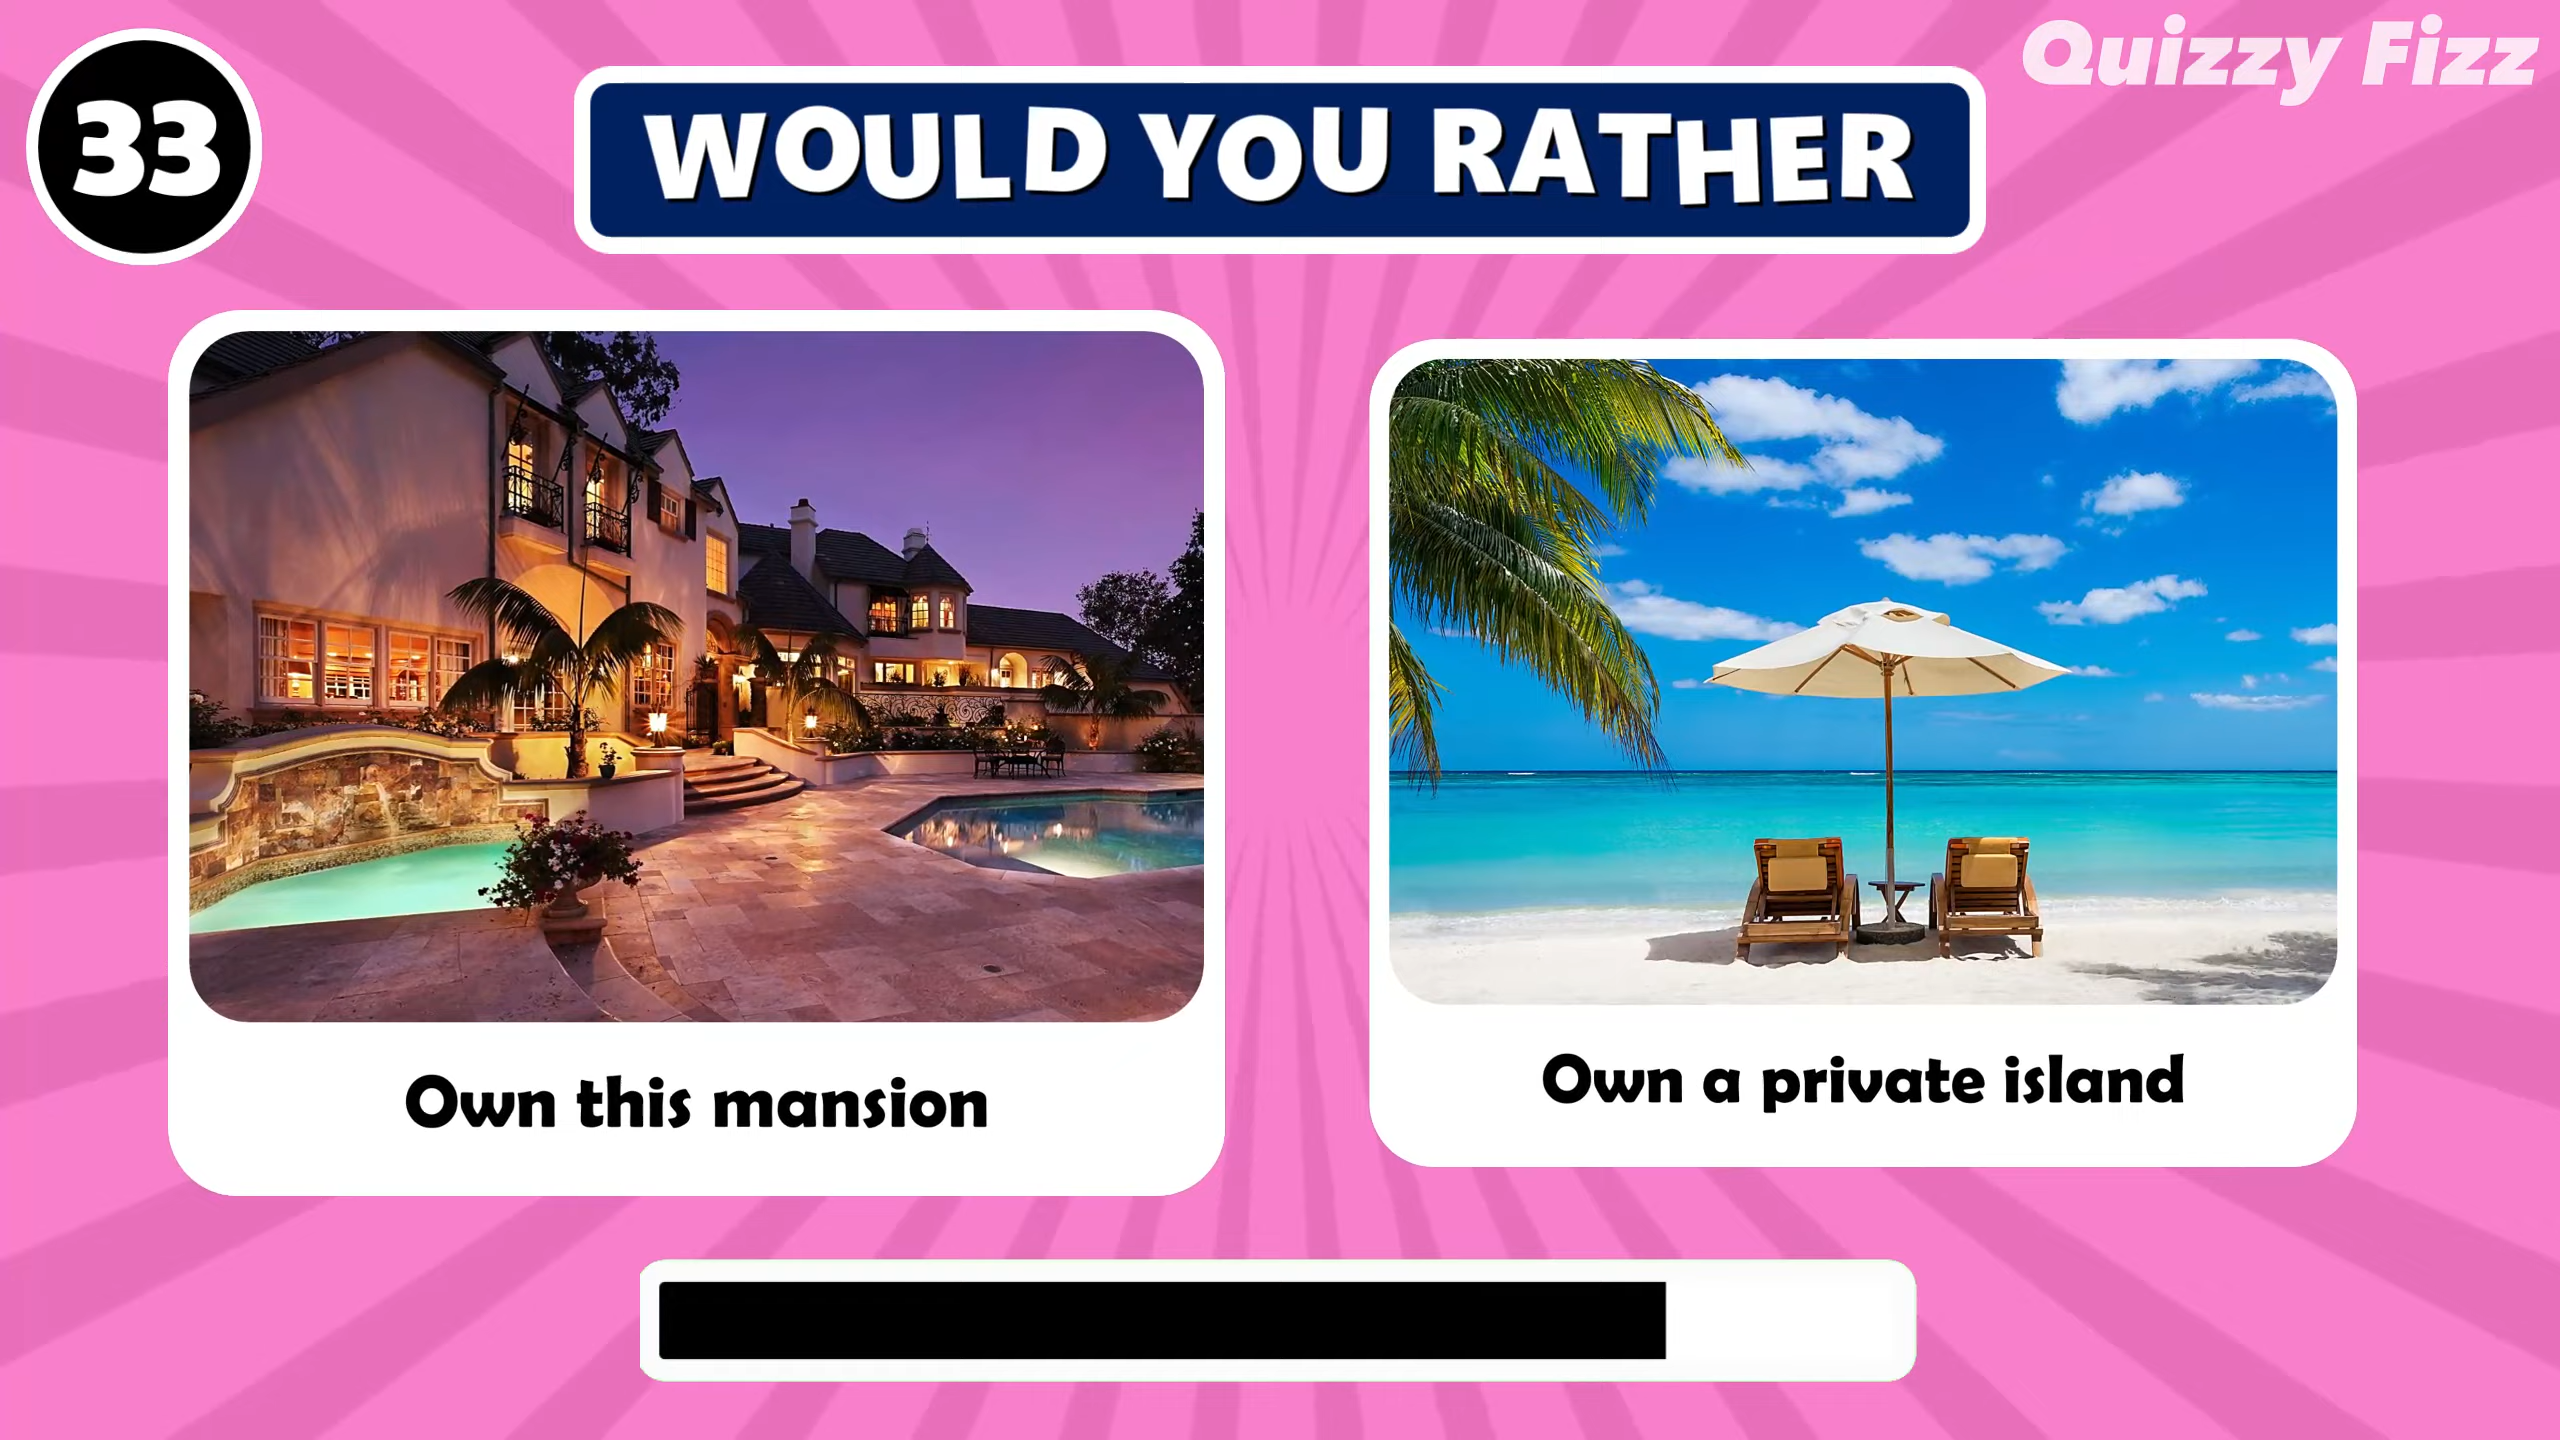 33
WOULD YOU RATHER
Quizzy Fizz
Own this mansion
Own a private island